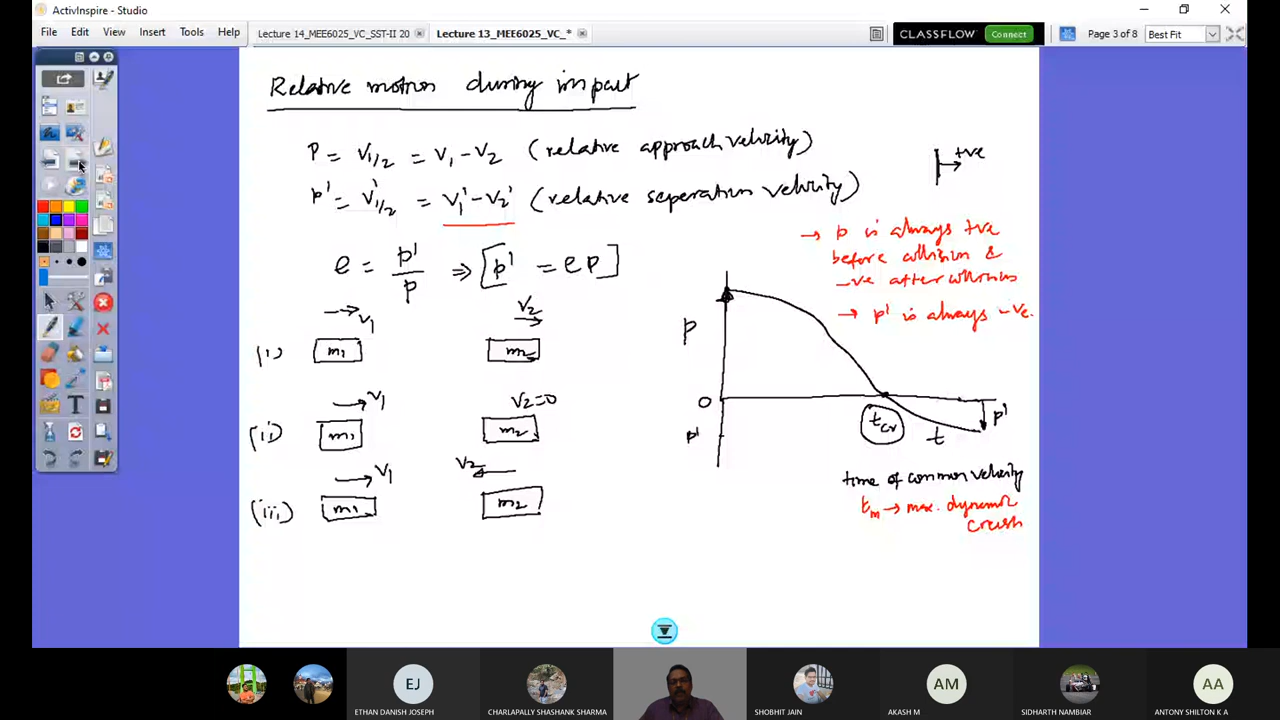 ActivInspire - Studio
File Edit View Insert Tools Help
Lecture 14_MEE6025_VC_SST-II 20
Lecture 13_MEE6025_VC_*
CLASSFLOW Connect
Page 3 of 8
Best Fit
Relative motion during impact
P = V1/2 = V1 - V2 (relative approach velocity)
P' = V'1/2 = V1' - V2' (relative seperation velocity)
+ve
→ p is always +ve
before collision &
-ve after collision
→ p' is always -ve.
e = p'/p ⇒ [p' = ep]
(i) → V1 m1 V2 → m2
(ii) → V1 m1 V2=0 m2
(iii) → V1 m1 V2 ← m2
p
0
p'
tcv
t
p'
time of common velocity
tm → max. dynamic
crush
T
EJ
ETHAN DANISH JOSEPH
CHARLAPALLY SHASHANK SHARMA
SHOBHIT JAIN
AM
AKASH M
SIDHARTH NAMBIAR
AA
ANTONY SHILTON K A